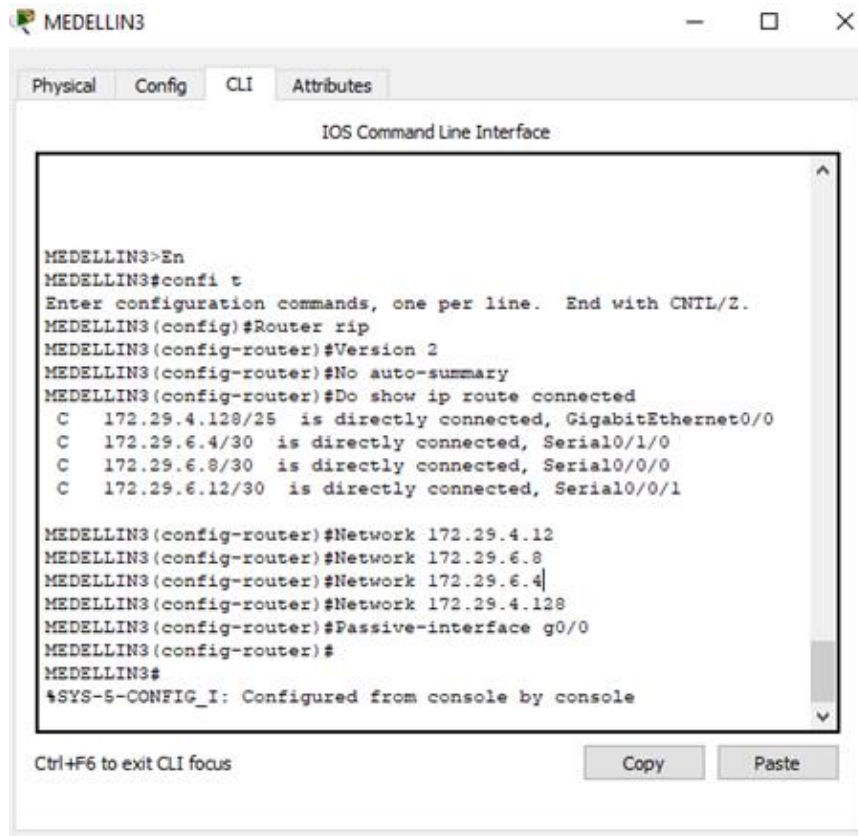 MEDELLIN3
Physical Config CLI Attributes
IOS Command Line Interface
MEDELLIN3>En
MEDELLIN3#confi t
Enter configuration commands, one per line.  End with CNTL/Z.
MEDELLIN3(config)#Router rip
MEDELLIN3(config-router)#Version 2
MEDELLIN3(config-router)#No auto-summary
MEDELLIN3(config-router)#Do show ip route connected
C   172.29.4.128/25  is directly connected, GigabitEthernet0/0
C   172.29.6.4/30  is directly connected, Serial0/1/0
C   172.29.6.8/30  is directly connected, Serial0/0/0
C   172.29.6.12/30  is directly connected, Serial0/0/1
MEDELLIN3(config-router)#Network 172.29.4.12
MEDELLIN3(config-router)#Network 172.29.6.8
MEDELLIN3(config-router)#Network 172.29.6.4
MEDELLIN3(config-router)#Network 172.29.4.128
MEDELLIN3(config-router)#Passive-interface g0/0
MEDELLIN3(config-router)#
MEDELLIN3#
%SYS-5-CONFIG_I: Configured from console by console
Ctrl+F6 to exit CLI focus Copy Paste